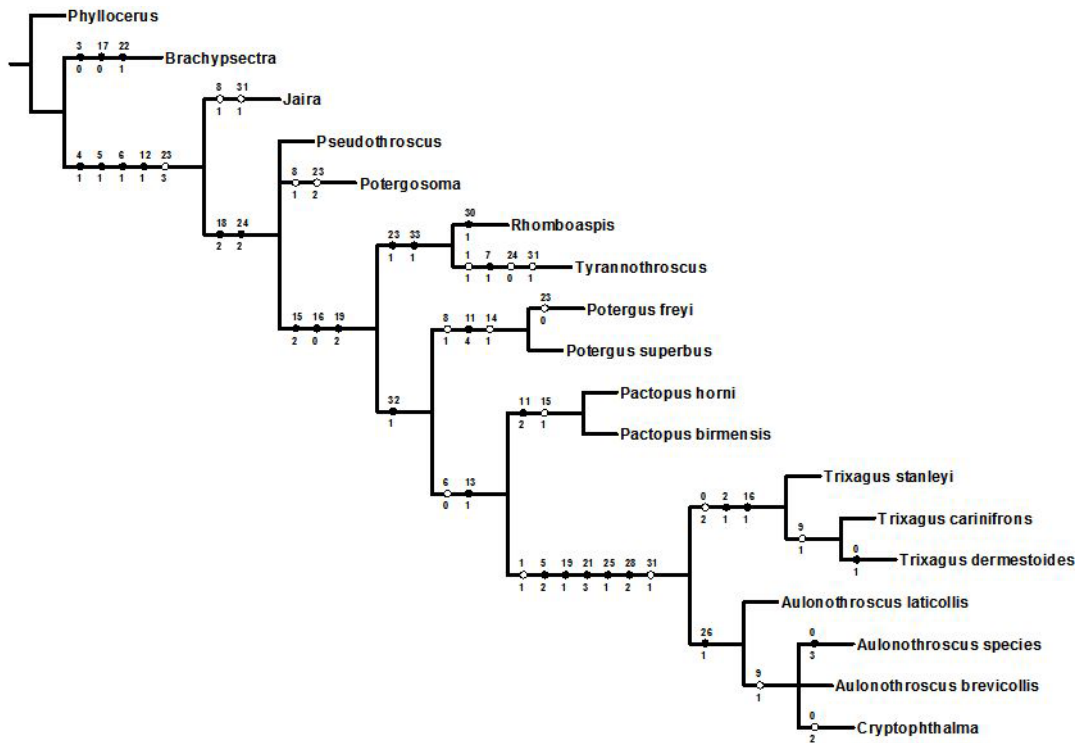 Phyllocerus
3 17 22
Brachypsectra
0 0 1
8 31
Jaira
1 1
Pseudothroscus
4 5 6 12 23
1 1 1 1 3
8 23
Potergosoma
1 2
30
Rhomboaspis
1
18 24
2 2
23 33
1 1
1 7 24 31
Tyrannothroscus
1 1 0 1
23
Potergus freyi
0
15 16 19
2 0 2
8 11 14
1 4 1
Potergus superbus
Pactopus horni
32
1
11 15
2 1
Pactopus birmensis
Trixagus stanleyi
6 13
0 1
0 2 16
2 1 1
Trixagus carinifrons
9
1
0
Trixagus dermestoides
1
1 5 19 21 25 28 31
1 2 1 3 1 2 1
Aulonothroscus laticollis
26
1
0
Aulonothroscus species
3
9
1
Aulonothroscus brevicollis
0
Cryptophthalma
2